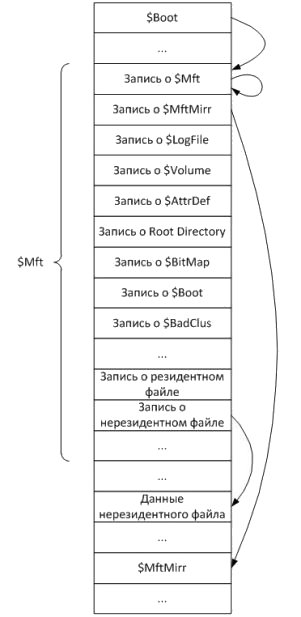 $Boot
...
Запись о $Mft
Запись о $MftMirr
Запись о $LogFile
Запись о $Volume
Запись о $AttrDef
Запись о Root Directory
$Mft
Запись о $BitMap
Запись о $Boot
Запись о $BadClus
...
Запись о резидентном
файле
Запись о
нерезидентном файле
...
...
Данные
нерезидентного файла
...
$MftMirr
...